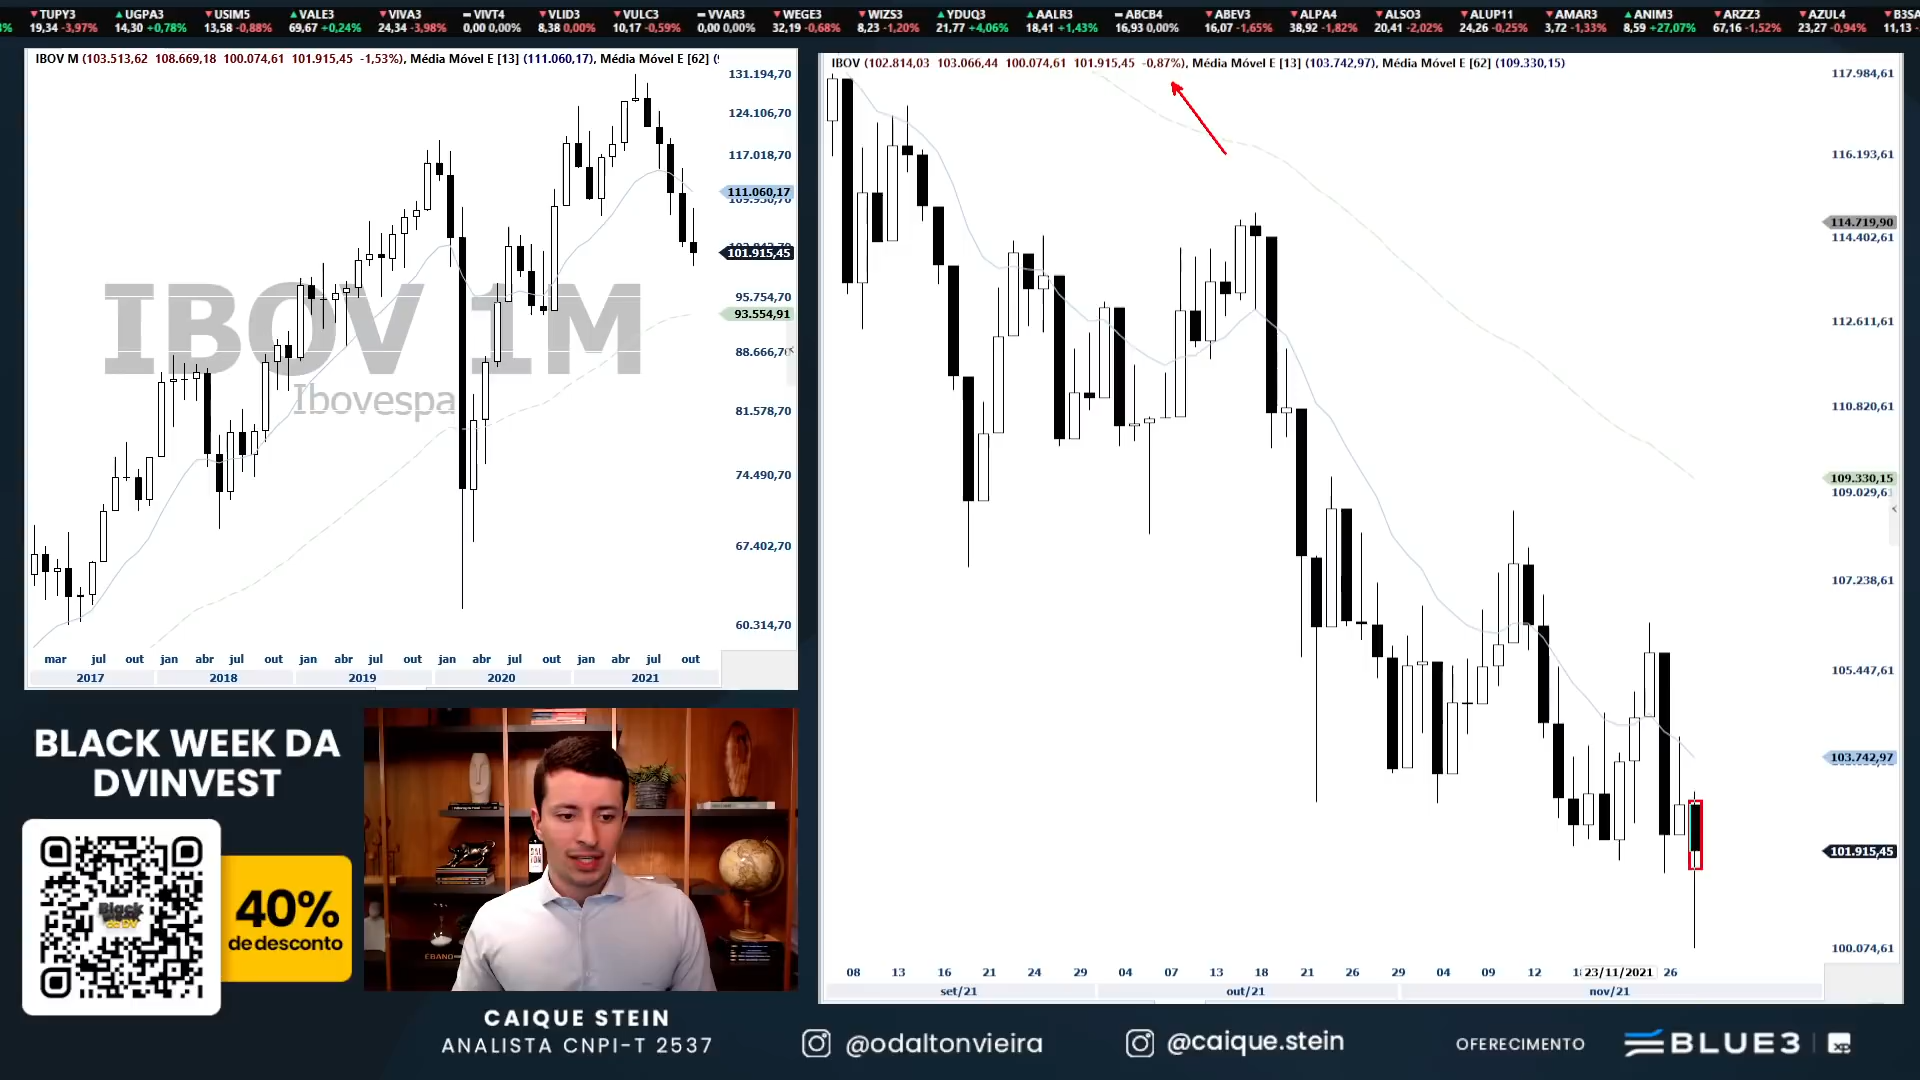 TUPY3 UGPA3 USIM5 VALE3 VIVA3 VIVT4 VLID3 VULC3 VVAR3 WEGE3 WIZS3 YDUQ3 AALR3 ABCB4 ABEV3 ALPA4 ALSO3 ALUP11 AMAR3 ANIM3 ARZZ3 AZUL4 B3SA
19,34 -3,97% 14,30 +0,78% 13,58 -0,88% 69,67 +0,24% 24,34 -3,98% 0,00 0,00% 8,38 0,00% 10,17 -0,59% 0,00 0,00% 32,19 -0,68% 8,23 -1,20% 21,77 +4,06% 18,41 +1,43% 16,93 0,00% 16,07 -1,65% 38,92 -1,82% 20,41 -2,02% 24,26 -0,25% 3,72 -1,33% 8,59 +27,07% 67,16 -1,52% 23,27 -0,94% 11,13
IBOV M (103.513,62 108.669,18 100.074,61 101.915,45 -1,53%), Média Móvel E [13] (111.060,17), Média Móvel E [62] (
131.194,70
124.106,70
117.018,70
111.060,17
101.915,45
95.754,70
93.554,91
88.666,70
81.578,70
74.490,70
67.402,70
60.314,70
IBOV 1M
Ibovespa
mar jul out jan abr jul out jan abr jul out jan abr jul out jan abr jul out
2017 2018 2019 2020 2021
IBOV (102.814,03 103.066,44 100.074,61 101.915,45 -0,87%), Média Móvel E [13] (103.742,97), Média Móvel E [62] (109.330,15)
117.984,61
116.193,61
114.719,90
114.402,61
112.611,61
110.820,61
109.330,15
109.029,61
107.238,61
105.447,61
103.742,97
101.915,45
100.074,61
08 13 16 21 24 29 04 07 13 18 21 26 29 04 09 12 23/11/2021 26
set/21 out/21 nov/21
BLACK WEEK DA
DVINVEST
Black
Week
da DV
40%
de desconto
EBANO
CAIQUE STEIN
ANALISTA CNPI-T 2537
@odaltonvieira
@caique.stein
OFERECIMENTO
BLUE3
xp